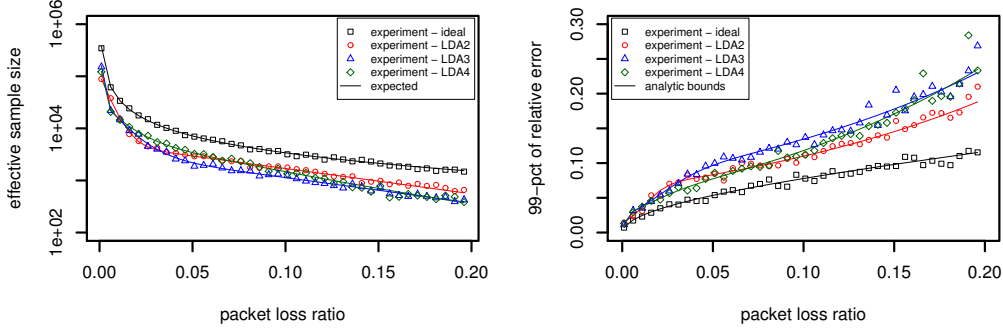 effective sample size
1e+06
1e+04
1e+02
experiment − ideal
experiment − LDA2
experiment − LDA3
experiment − LDA4
expected
0.00 0.05 0.10 0.15 0.20
packet loss ratio
99−pct of relative error
0.30
0.20
0.10
0.00
experiment − ideal
experiment − LDA2
experiment − LDA3
experiment − LDA4
analytic bounds
0.00 0.05 0.10 0.15 0.20
packet loss ratio